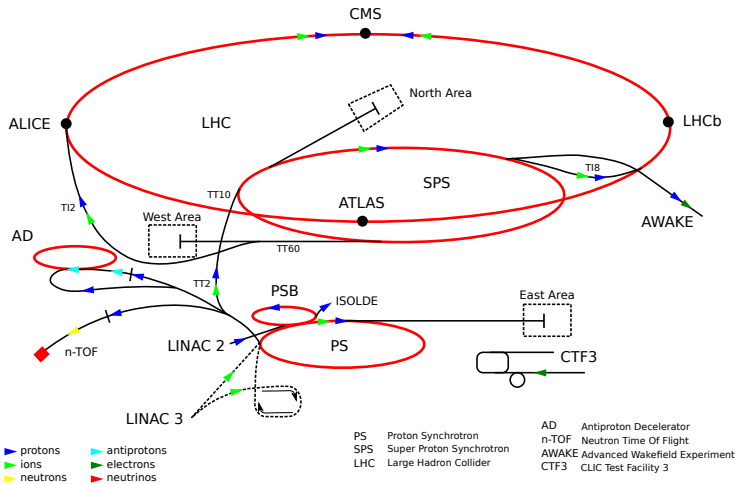 CMS
North Area
ALICE
LHC
LHCb
TI8
TT10
SPS
TI2
West Area
ATLAS
AWAKE
AD
TT60
TT2
PSB
ISOLDE
East Area
n-TOF
LINAC 2
PS
CTF3
LINAC 3
protons
ions
neutrons
antiprotons
electrons
neutrinos
PS Proton Synchrotron
SPS Super Proton Synchrotron
LHC Large Hadron Collider
AD Antiproton Decelerator
n-TOF Neutron Time Of Flight
AWAKE Advanced Wakefield Experiment
CTF3 CLIC Test Facility 3